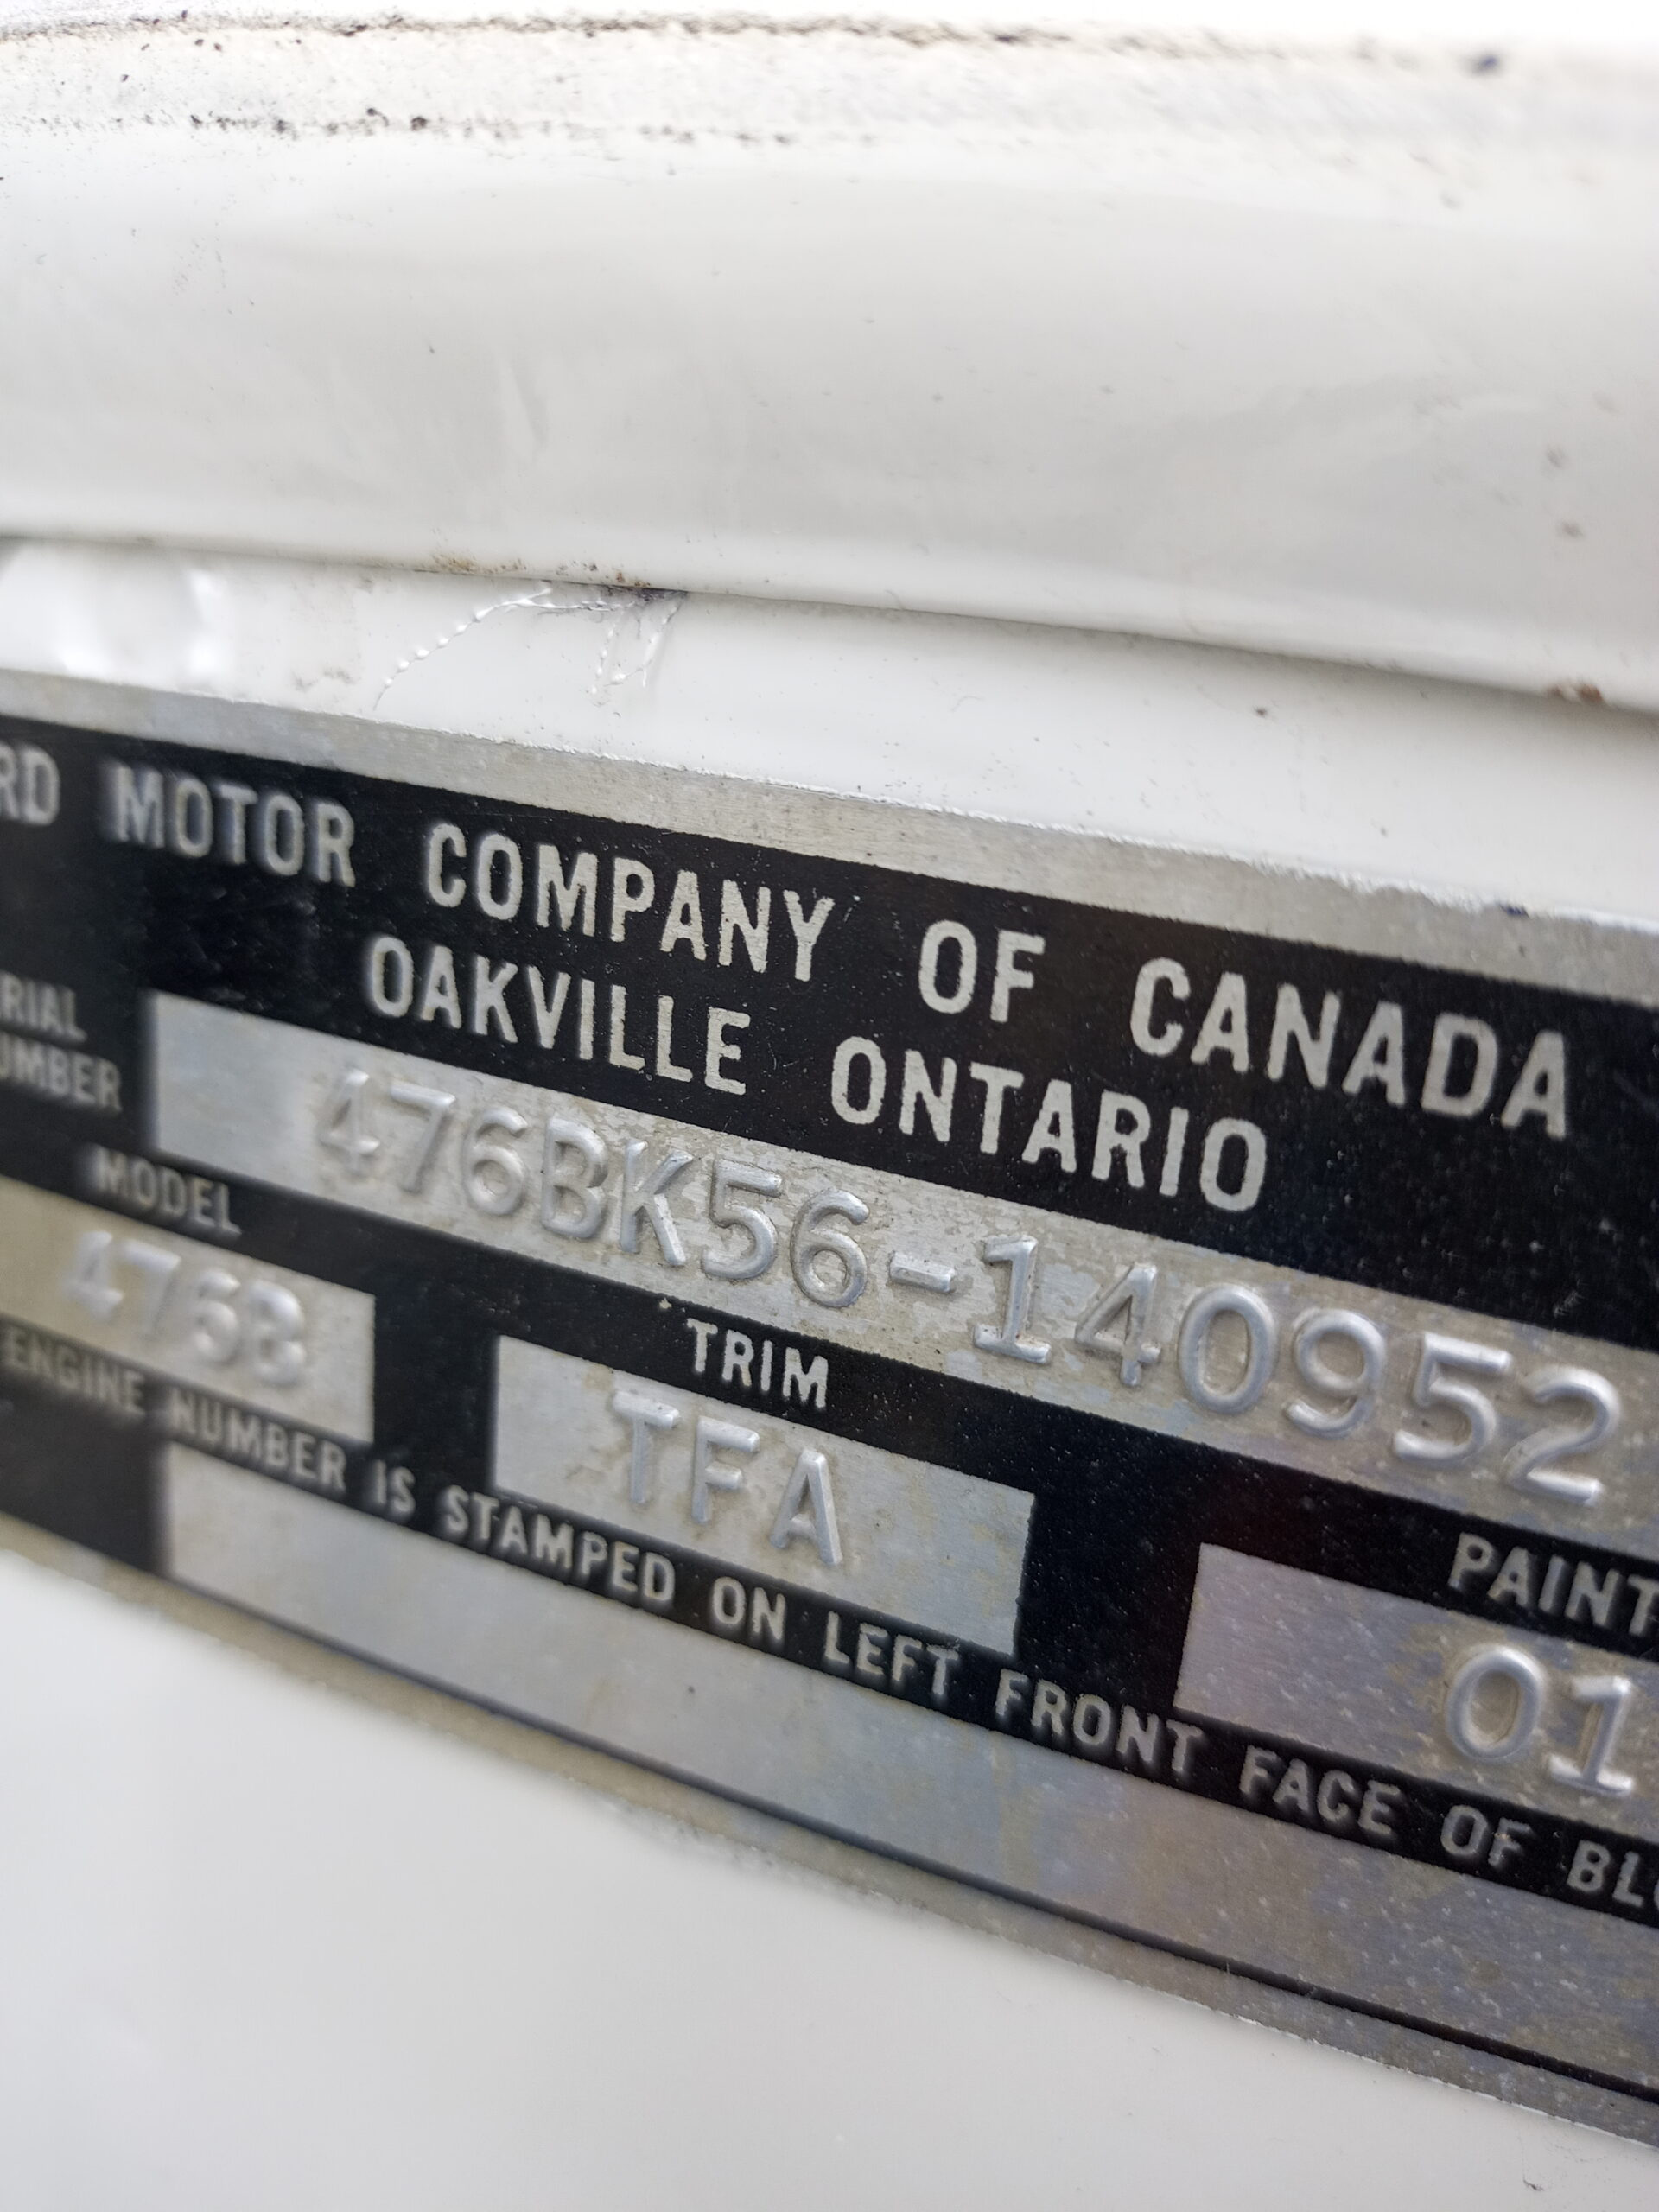 RD MOTOR COMPANY OF CANADA
OAKVILLE ONTARIO
RIAL
UMBER
476BK56-140952
MODEL
TRIM
PAINT
476B
TFA
01
ENGINE NUMBER IS STAMPED ON LEFT FRONT FACE OF BLO